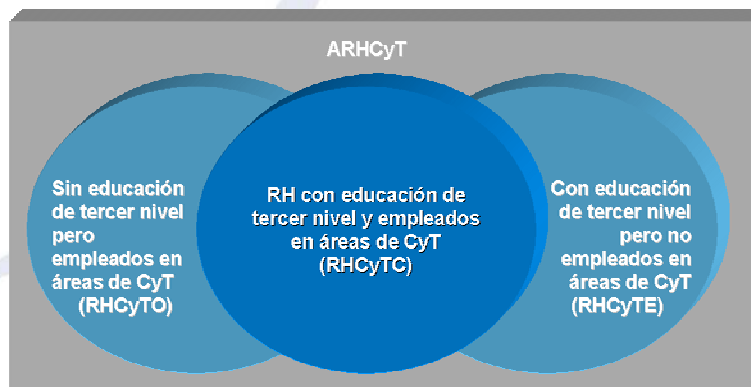 ARHCyT
Sin educación
de tercer nivel
pero
empleados en
áreas de CyT
(RHCyTO)
RH con educación de
tercer nivel y empleados
en áreas de CyT
(RHCyTC)
Con educación
de tercer nivel
pero no
empleados en
áreas de CyT
(RHCyTE)